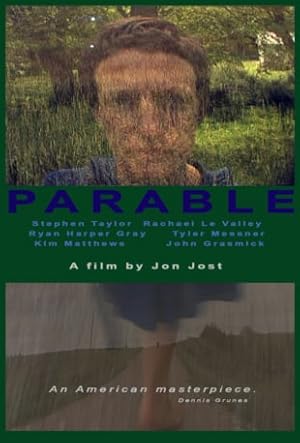 PARABLE
Stephen Taylor Rachael Le Valley
Ryan Harper Gray Tyler Messner
Kim Matthews John Grasmick
A film by Jon Jost
An American masterpiece.
Dennis Grunes